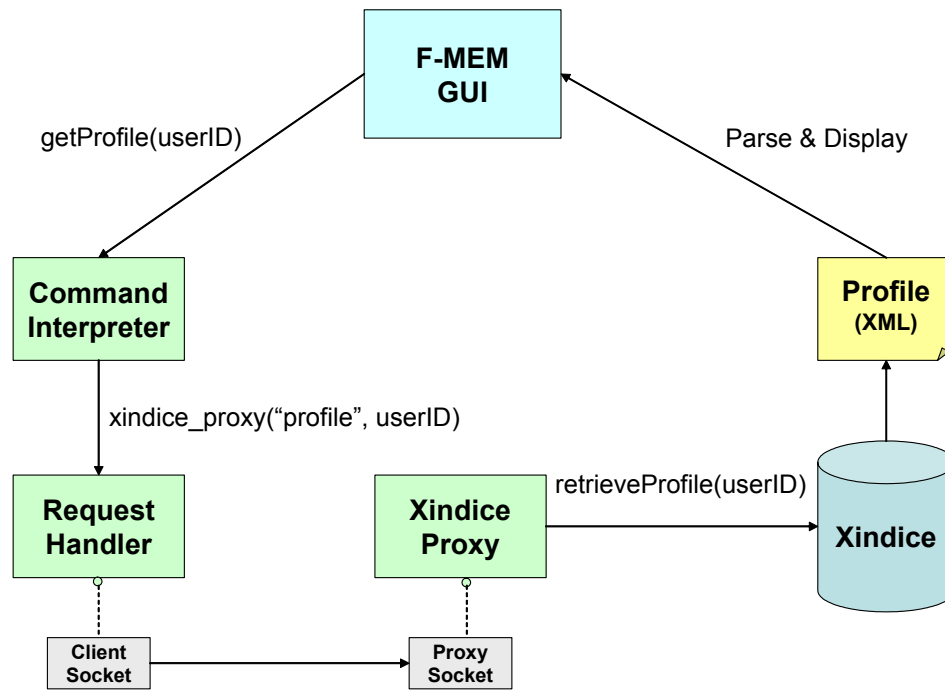 F-MEM
GUI
getProfile(userID)
Parse & Display
Command
Interpreter
Profile
(XML)
xindice_proxy(“profile”, userID)
Request
Handler
Xindice
Proxy
retrieveProfile(userID)
Xindice
Client
Socket
Proxy
Socket